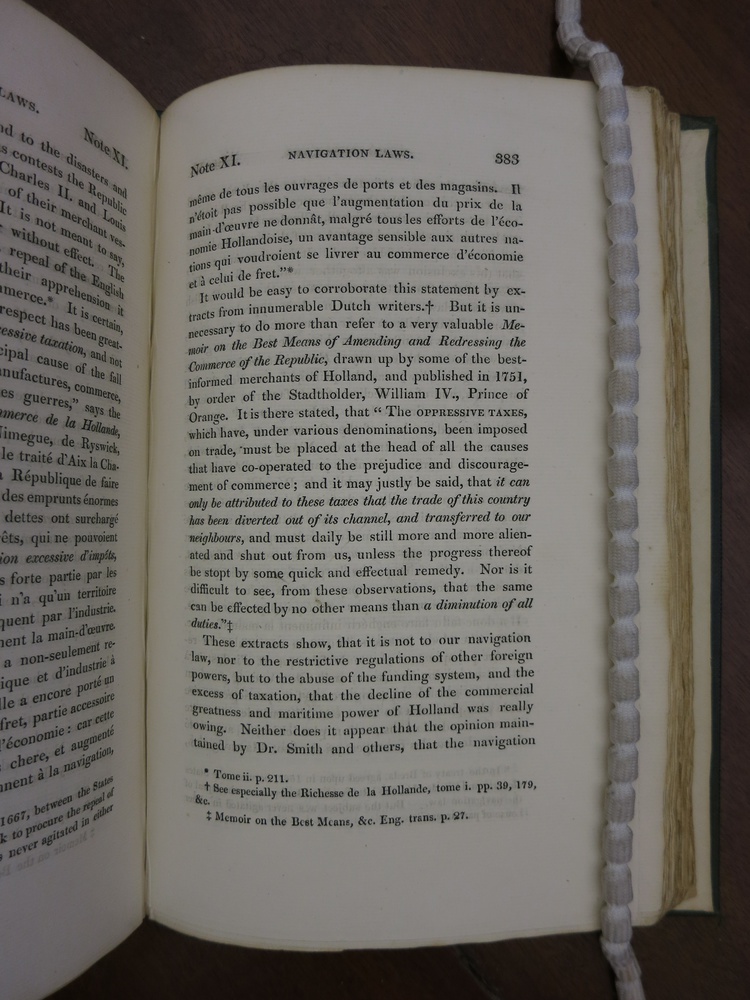 LAWS.
Note XI.
nd to the disasters and
s contests the Republic
Charles II. and Louis
of their merchant ves-
It is not meant to say,
without effect. The
repeal of the English
their apprehension it
mmerce.* It is certain,
respect has been great-
cessive taxation, and not
cipal cause of the fall
nufactures, commerce,
es guerres,” says the
mmerce de la Hollande,
Nimegue, de Ryswick,
le traité d'Aix la Cha-
a République de faire
des emprunts énormes
dettes ont surchargé
rêts, qui ne pouvoient
ion excessive d'impôts,
s forte partie par les
i n'a qu'un territoire
quent par l'industrie.
ment la main-d'œuvre.
a non-seulement re-
ique et d'industrie à
lle a encore porté un
fret, partie accessoire
l'économie: car cette
chere, et augmenté
nnent à la navigation,
1667, between the States
k to procure the repeal of
s never agitated in either
Note XI. NAVIGATION LAWS. 383
même de tous les ouvrages de ports et des magasins. Il
n'étoit pas possible que l'augmentation du prix de la
main-d'œuvre ne donnât, malgré tous les efforts de l'éco-
nomie Hollandoise, un avantage sensible aux autres na-
tions qui voudroient se livrer au commerce d'économie
et à celui de fret.”*
It would be easy to corroborate this statement by ex-
tracts from innumerable Dutch writers.† But it is un-
necessary to do more than refer to a very valuable Me-
moir on the Best Means of Amending and Redressing the
Commerce of the Republic, drawn up by some of the best-
informed merchants of Holland, and published in 1751,
by order of the Stadtholder, William IV., Prince of
Orange. It is there stated, that “ The OPPRESSIVE TAXES,
which have, under various denominations, been imposed
on trade, must be placed at the head of all the causes
that have co-operated to the prejudice and discourage-
ment of commerce; and it may justly be said, that it can
only be attributed to these taxes that the trade of this country
has been diverted out of its channel, and transferred to our
neighbours, and must daily be still more and more alien-
ated and shut out from us, unless the progress thereof
be stopt by some quick and effectual remedy. Nor is it
difficult to see, from these observations, that the same
can be effected by no other means than a diminution of all
duties.”‡
These extracts show, that it is not to our navigation
law, nor to the restrictive regulations of other foreign
powers, but to the abuse of the funding system, and the
excess of taxation, that the decline of the commercial
greatness and maritime power of Holland was really
owing. Neither does it appear that the opinion main-
tained by Dr. Smith and others, that the navigation
* Tome ii. p. 211.
† See especially the Richesse de la Hollande, tome i. pp. 39, 179,
&c.
‡ Memoir on the Best Means, &c. Eng. trans. p. 27.